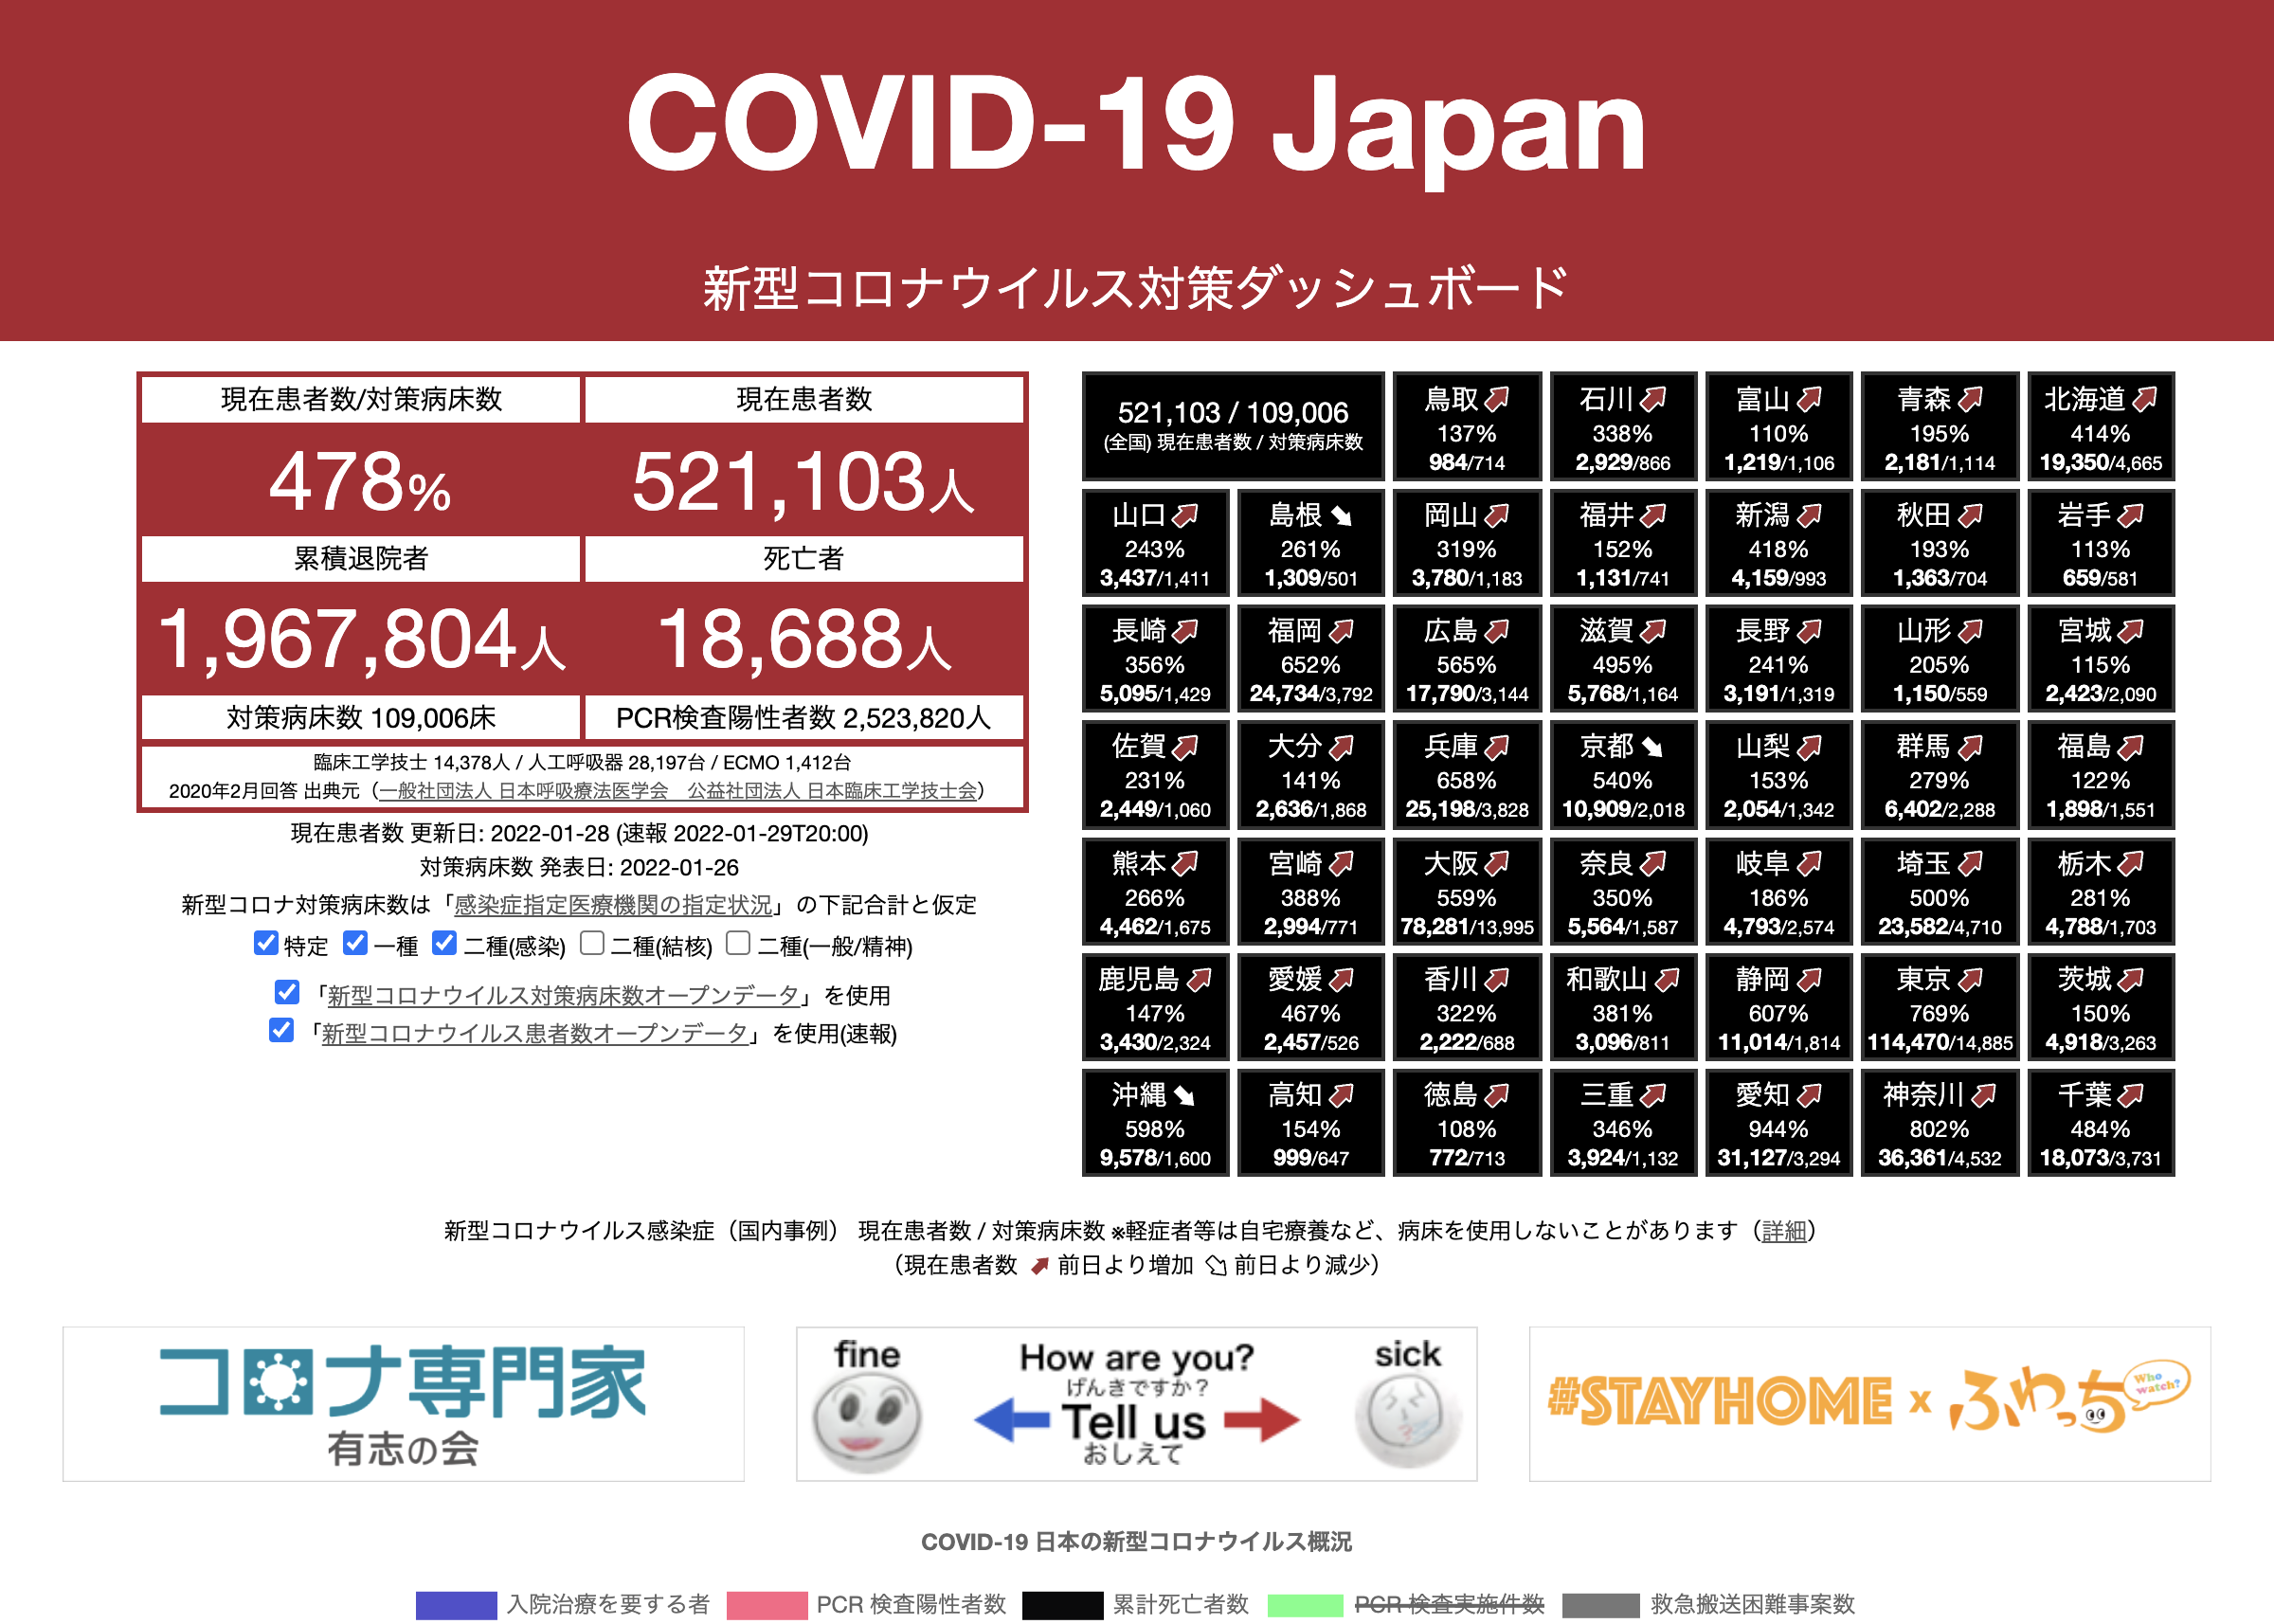 COVID-19 Japan
新型コロナウイルス対策ダッシュボード
現在患者数/対策病床数
現在患者数
478%
521,103人
累積退院者
死亡者
1,967,804人
18,688人
対策病床数 109,006床
PCR検査陽性者数 2,523,820人
臨床工学技士 14,378人 / 人工呼吸器 28,197台 / ECMO 1,412台
2020年2月回答 出典元（一般社団法人 日本呼吸療法医学会　公益社団法人 日本臨床工学技士会）
現在患者数 更新日: 2022-01-28 (速報 2022-01-29T20:00)
対策病床数 発表日: 2022-01-26
新型コロナ対策病床数は「感染症指定医療機関の指定状況」の下記合計と仮定
特定 一種 二種(感染) 二種(結核) 二種(一般/精神)
「新型コロナウイルス対策病床数オープンデータ」を使用
「新型コロナウイルス患者数オープンデータ」を使用(速報)
521,103 / 109,006
(全国) 現在患者数 / 対策病床数
鳥取
137%
984/714
石川
338%
2,929/866
富山
110%
1,219/1,106
青森
195%
2,181/1,114
北海道
414%
19,350/4,665
山口
243%
3,437/1,411
島根
261%
1,309/501
岡山
319%
3,780/1,183
福井
152%
1,131/741
新潟
418%
4,159/993
秋田
193%
1,363/704
岩手
113%
659/581
長崎
356%
5,095/1,429
福岡
652%
24,734/3,792
広島
565%
17,790/3,144
滋賀
495%
5,768/1,164
長野
241%
3,191/1,319
山形
205%
1,150/559
宮城
115%
2,423/2,090
佐賀
231%
2,449/1,060
大分
141%
2,636/1,868
兵庫
658%
25,198/3,828
京都
540%
10,909/2,018
山梨
153%
2,054/1,342
群馬
279%
6,402/2,288
福島
122%
1,898/1,551
熊本
266%
4,462/1,675
宮崎
388%
2,994/771
大阪
559%
78,281/13,995
奈良
350%
5,564/1,587
岐阜
186%
4,793/2,574
埼玉
500%
23,582/4,710
栃木
281%
4,788/1,703
鹿児島
147%
3,430/2,324
愛媛
467%
2,457/526
香川
322%
2,222/688
和歌山
381%
3,096/811
静岡
607%
11,014/1,814
東京
769%
114,470/14,885
茨城
150%
4,918/3,263
沖縄
598%
9,578/1,600
高知
154%
999/647
徳島
108%
772/713
三重
346%
3,924/1,132
愛知
944%
31,127/3,294
神奈川
802%
36,361/4,532
千葉
484%
18,073/3,731
新型コロナウイルス感染症（国内事例） 現在患者数 / 対策病床数 ※軽症者等は自宅療養など、病床を使用しないことがあります（詳細）
（現在患者数 前日より増加 前日より減少）
コロナ専門家
有志の会
fine
How are you?
げんきですか？
Tell us
おしえて
sick
#STAYHOME x ふわっち
Who watch?
COVID-19 日本の新型コロナウイルス概況
入院治療を要する者 PCR 検査陽性者数 累計死亡者数 PCR 検査実施件数 救急搬送困難事案数